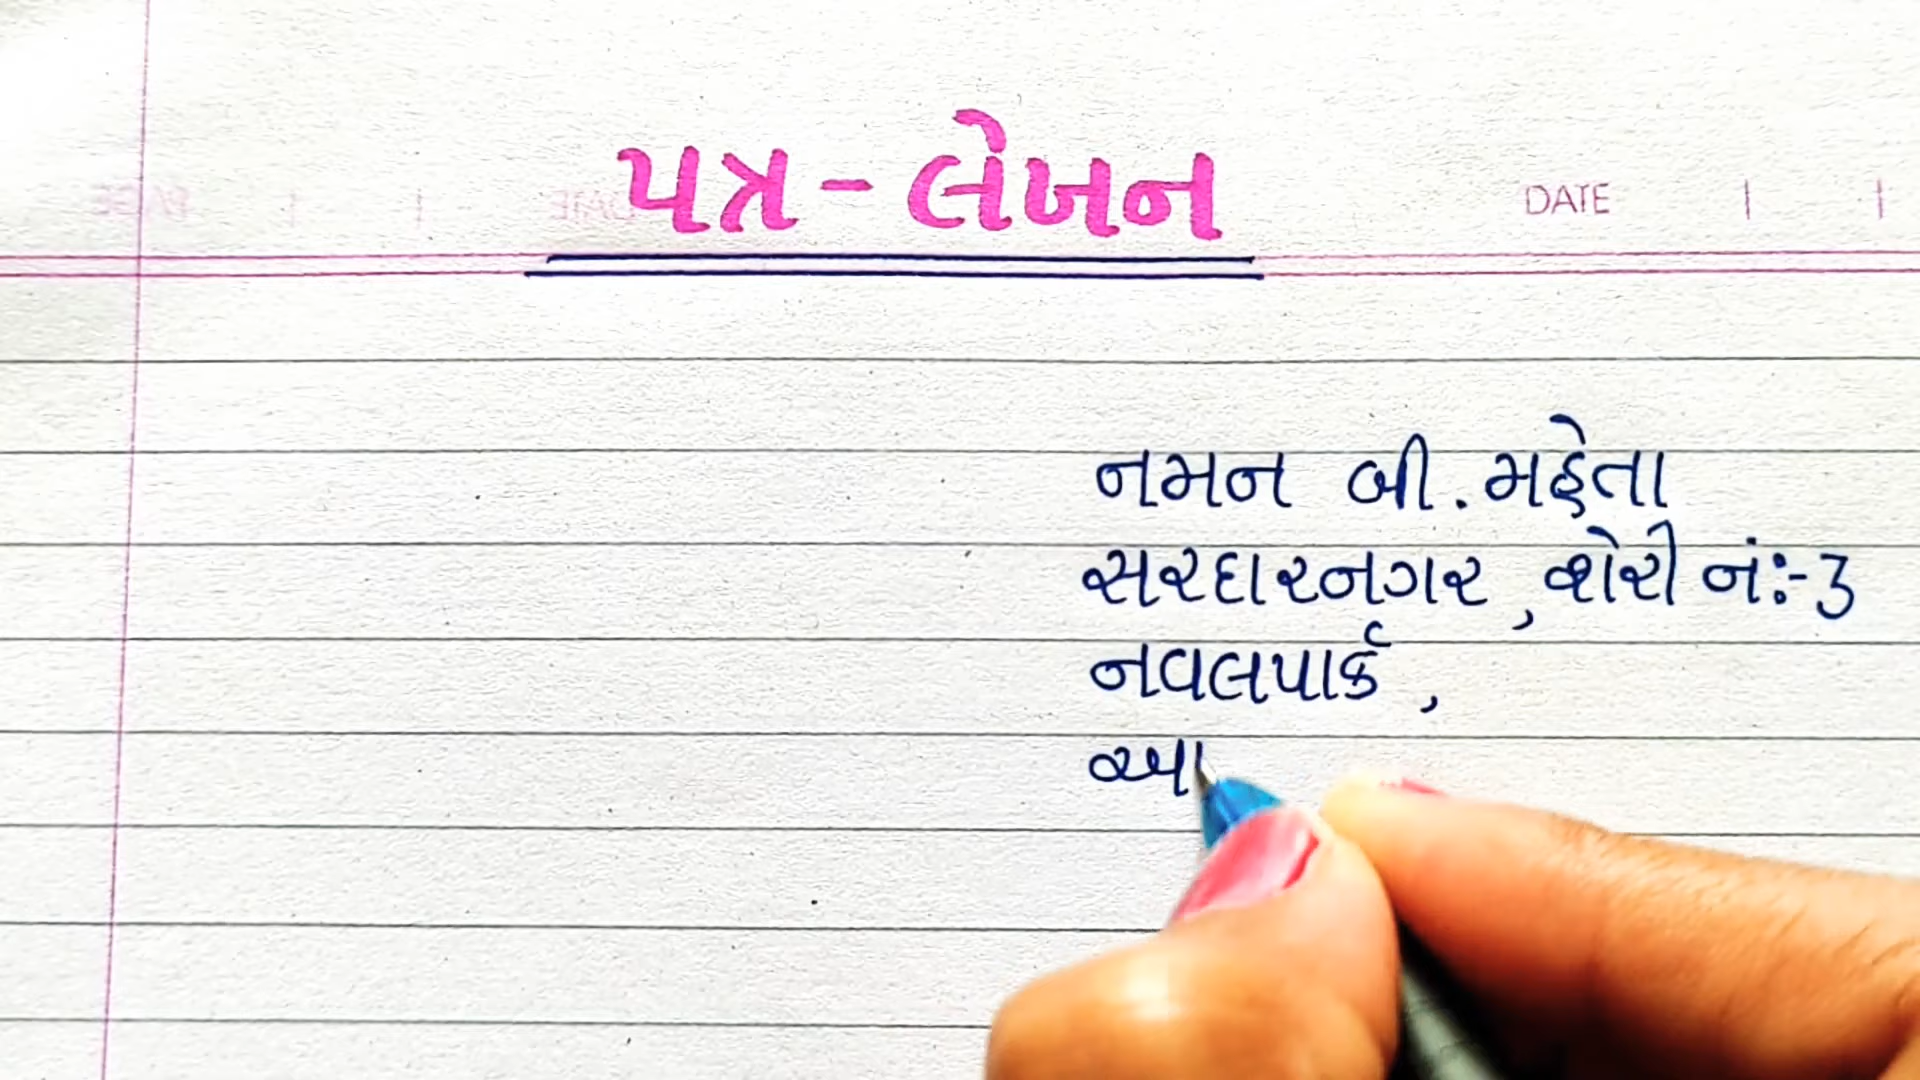 પત્ર - લેખન
DATE
નમન બી. મહેતા
સરદારનગર, શેરી નં:-3
નવલપાર્ક,
આ